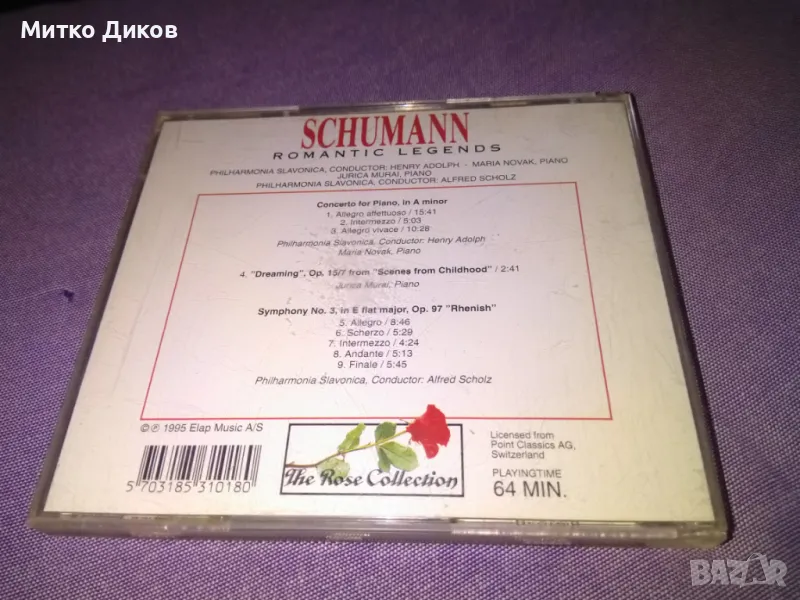 Митко Диков
SCHUMANN
ROMANTIC LEGENDS
PHILHARMONIA SLAVONICA, CONDUCTOR: HENRY ADOLPH - MARIA NOVAK, PIANO
JURICA MURAI, PIANO
PHILHARMONIA SLAVONICA, CONDUCTOR: ALFRED SCHOLZ
Concerto for Piano, in A minor
1. Allegro affettuoso / 15:41
2. Intermezzo / 5:03
3. Allegro vivace / 10:28
Philharmonia Slavonica, Conductor: Henry Adolph
Maria Novak, Piano
4. "Dreaming", Op. 15/7 from "Scenes from Childhood" / 2:41
Jurica Murai, Piano
Symphony No. 3, in E flat major, Op. 97 "Rhenish"
5. Allegro / 8:46
6. Scherzo / 5:29
7. Intermezzo / 4:24
8. Andante / 5:13
9. Finale / 5:45
Philharmonia Slavonica, Conductor: Alfred Scholz
©℗ 1995 Elap Music A/S
5 703185 310180
The Rose Collection
Licensed from
Point Classics AG,
Switzerland
PLAYINGTIME
64 MIN.
BAZAR